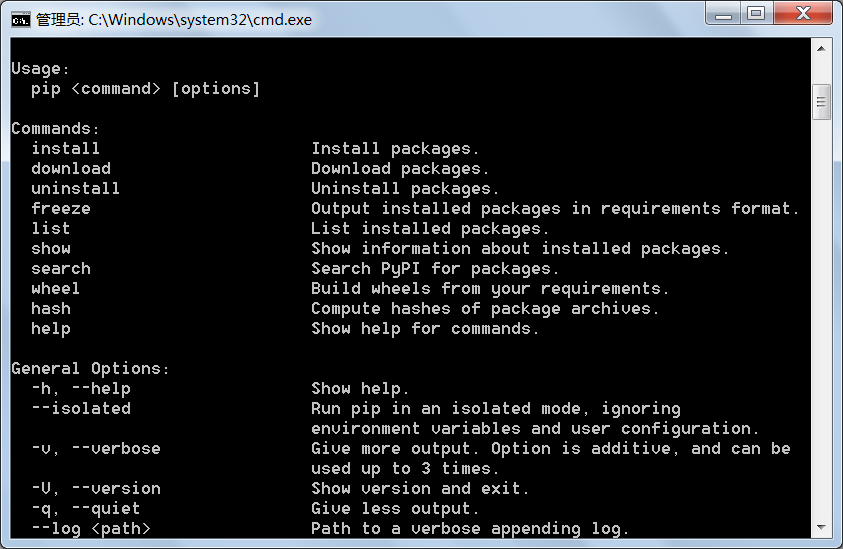 管理员: C:\Windows\system32\cmd.exe
Usage:
pip <command> [options]
Commands:
install Install packages.
download Download packages.
uninstall Uninstall packages.
freeze Output installed packages in requirements format.
list List installed packages.
show Show information about installed packages.
search Search PyPI for packages.
wheel Build wheels from your requirements.
hash Compute hashes of package archives.
help Show help for commands.
General Options:
-h, --help Show help.
--isolated Run pip in an isolated mode, ignoring
environment variables and user configuration.
-v, --verbose Give more output. Option is additive, and can be
used up to 3 times.
-V, --version Show version and exit.
-q, --quiet Give less output.
--log <path> Path to a verbose appending log.